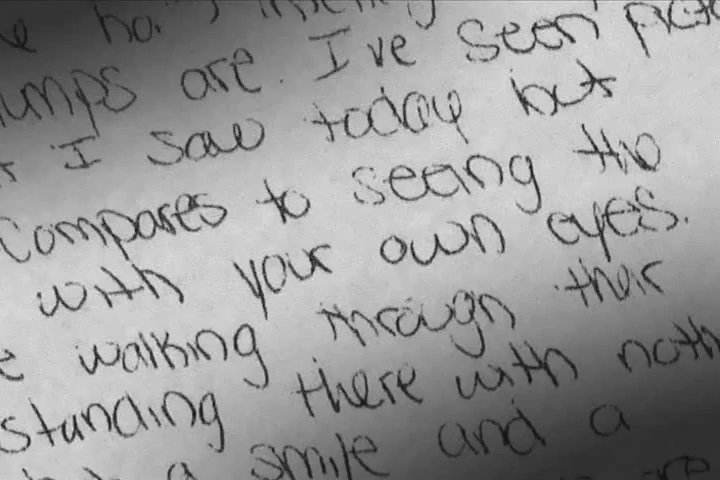 umps are. I've seen
I saw today but
compares to seeing the
with your own eyes.
walking through their
standing there with noth
a smile and a